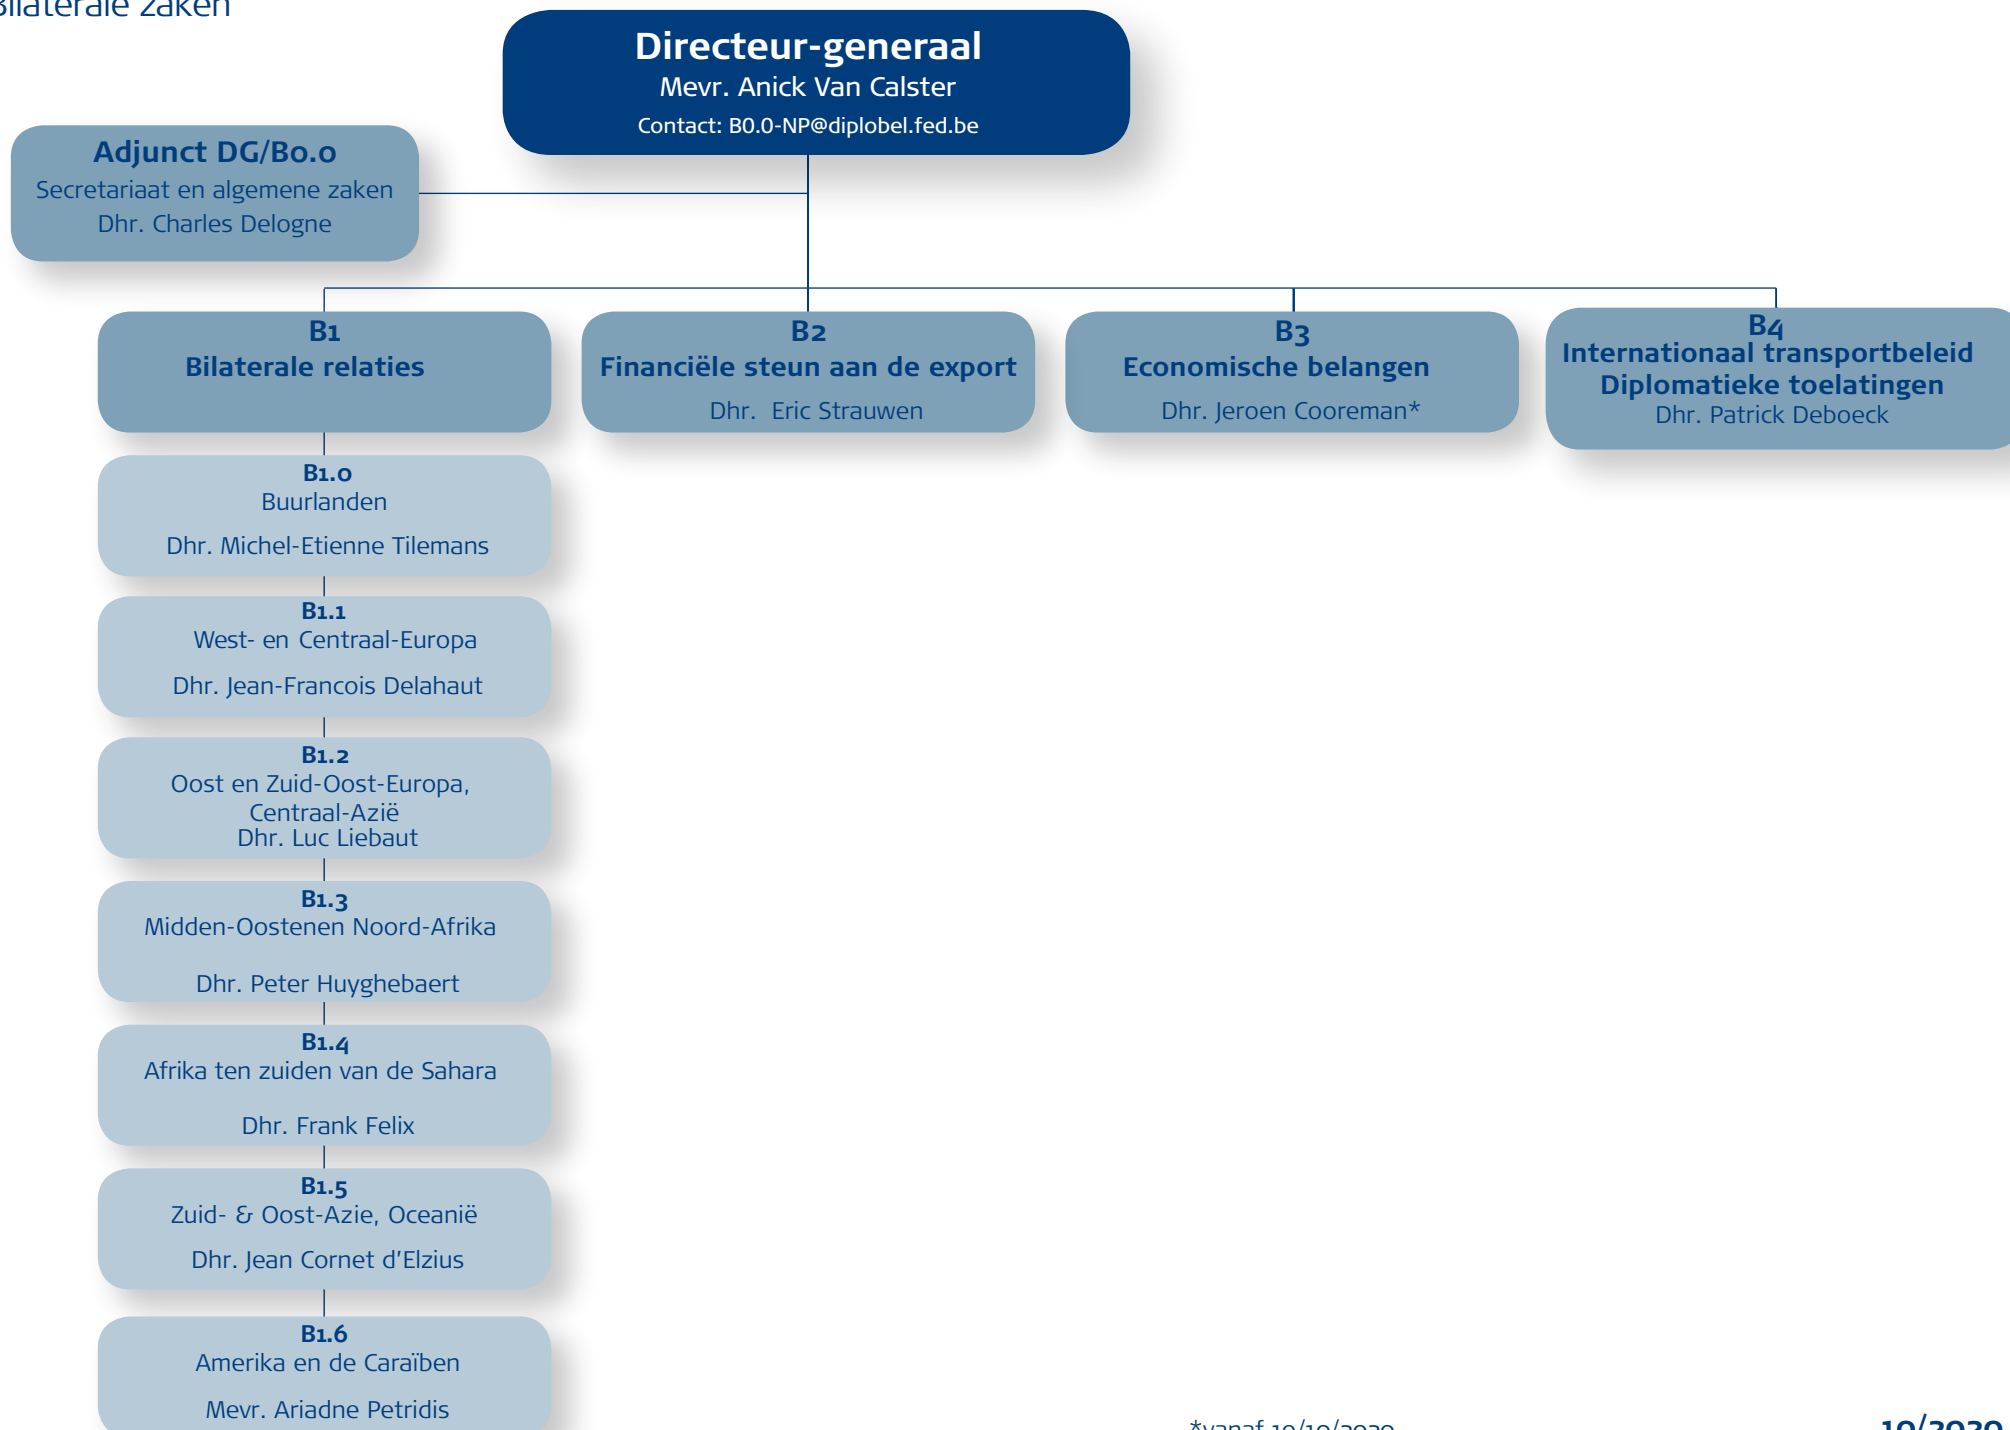 Bilaterale zaken
Directeur-generaal
Mevr. Anick Van Calster
Contact: B0.0-NP@diplobel.fed.be
Adjunct DG/B0.0
Secretariaat en algemene zaken
Dhr. Charles Delogne
B1
Bilaterale relaties
B2
Financiële steun aan de export
Dhr. Eric Strauwen
B3
Economische belangen
Dhr. Jeroen Cooreman*
B4
Internationaal transportbeleid
Diplomatieke toelatingen
Dhr. Patrick Deboeck
B1.0
Buurlanden
Dhr. Michel-Etienne Tilemans
B1.1
West- en Centraal-Europa
Dhr. Jean-Francois Delahaut
B1.2
Oost en Zuid-Oost-Europa,
Centraal-Azië
Dhr. Luc Liebaut
B1.3
Midden-Oostenen Noord-Afrika
Dhr. Peter Huyghebaert
B1.4
Afrika ten zuiden van de Sahara
Dhr. Frank Felix
B1.5
Zuid- & Oost-Azie, Oceanië
Dhr. Jean Cornet d'Elzius
B1.6
Amerika en de Caraïben
Mevr. Ariadne Petridis
*vanaf
10/2020